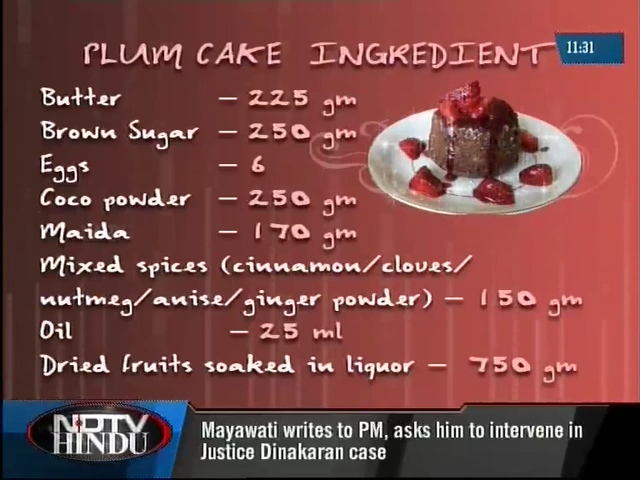 PLUM CAKE INGREDIENT
11:31
Butter – 225 gm
Brown Sugar – 250 gm
Eggs – 6
Coco powder – 250 gm
Maida – 170 gm
Mixed spices (cinnamon/cloves/
nutmeg/anise/ginger powder) – 150 gm
Oil – 25 ml
Dried fruits soaked in liquor – 750 gm
NDTV
HINDU
Mayawati writes to PM, asks him to intervene in
Justice Dinakaran case